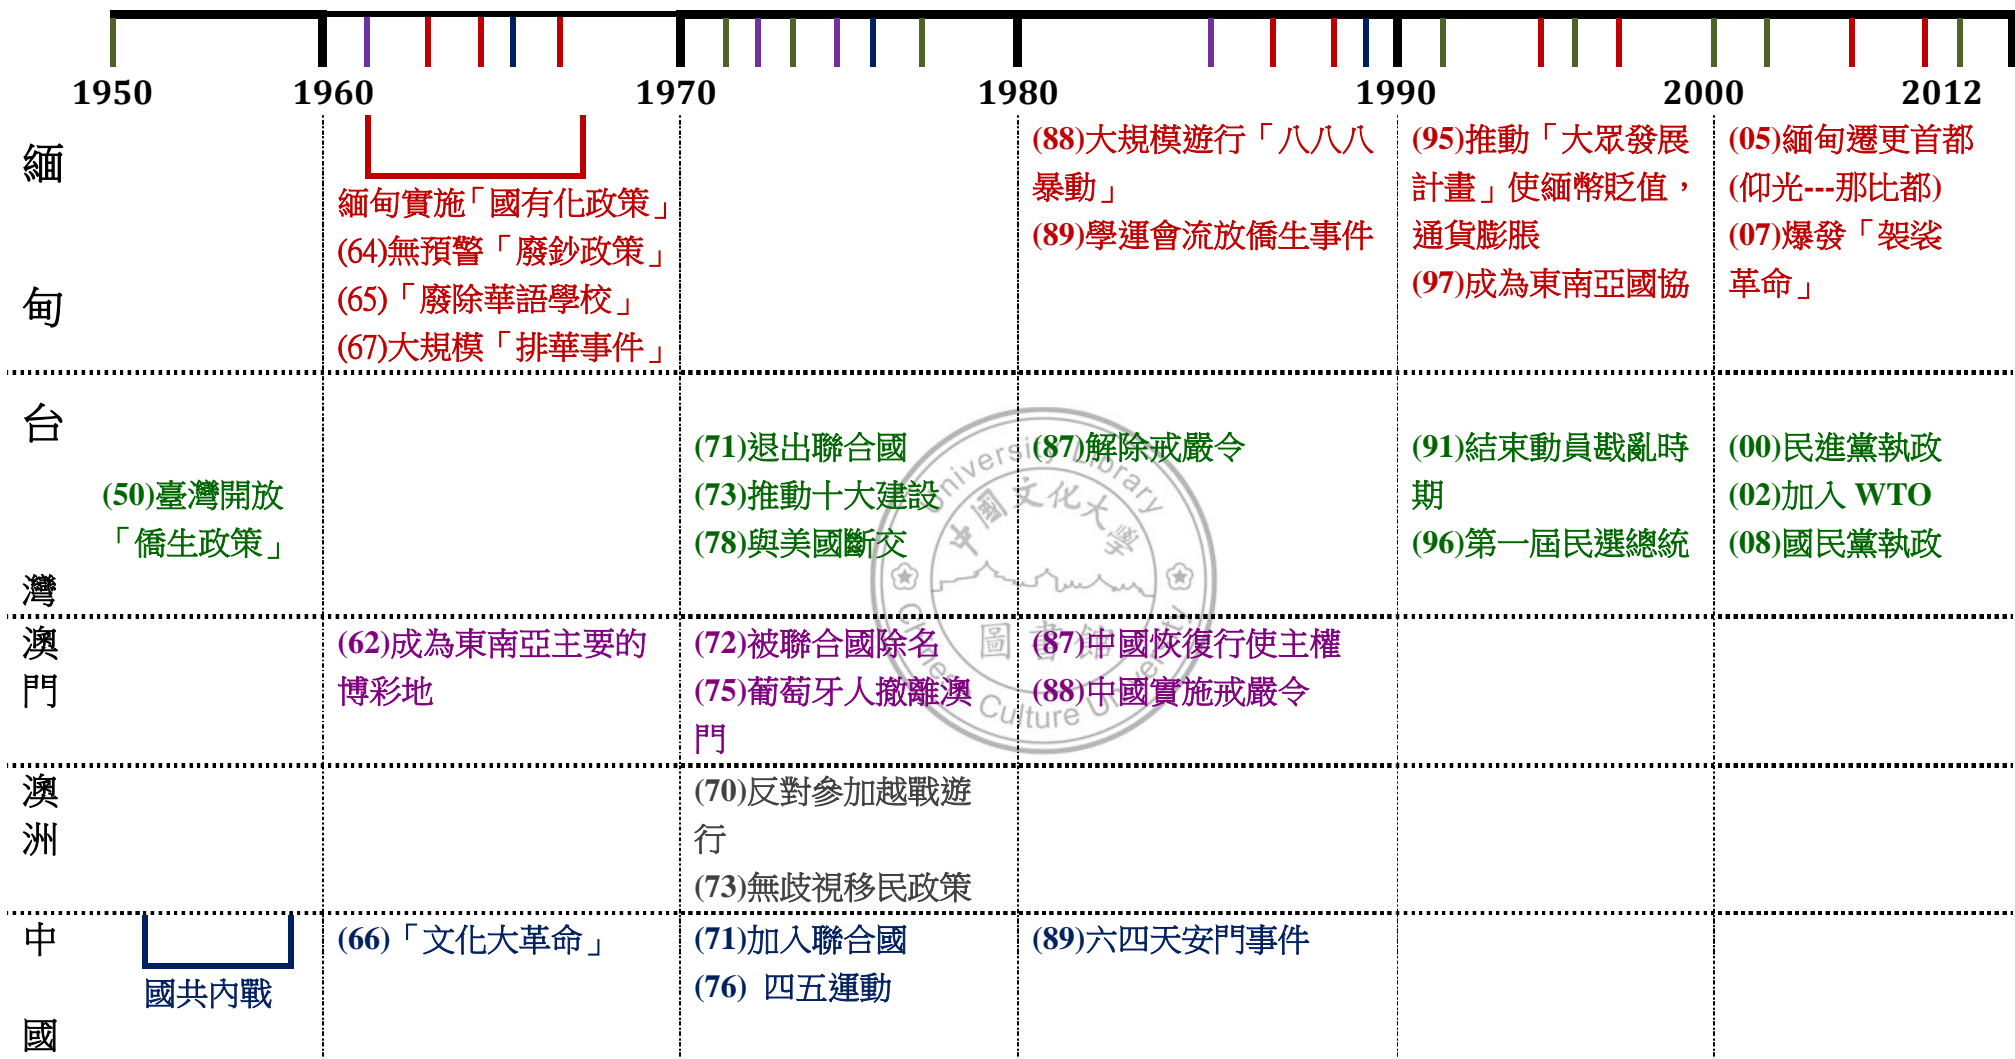 1950 1960 1970 1980 1990 2000 2012
緬
甸
緬甸實施「國有化政策」
(64)無預警「廢鈔政策」
(65)「廢除華語學校」
(67)大規模「排華事件」
(88)大規模遊行「八八八
暴動」
(89)學運會流放僑生事件
(95)推動「大眾發展
計畫」使緬幣貶值，
通貨膨脹
(97)成為東南亞國協
(05)緬甸遷更首都
(仰光---那比都)
(07)爆發「袈裟
革命」
台
灣
(50)臺灣開放
「僑生政策」
(71)退出聯合國
(73)推動十大建設
(78)與美國斷交
(87)解除戒嚴令
(91)結束動員戡亂時
期
(96)第一屆民選總統
(00)民進黨執政
(02)加入 WTO
(08)國民黨執政
澳
門
(62)成為東南亞主要的
博彩地
(72)被聯合國除名
(75)葡萄牙人撤離澳
門
(87)中國恢復行使主權
(88)中國實施戒嚴令
澳
洲
(70)反對參加越戰遊
行
(73)無歧視移民政策
中
國
國共內戰
(66)「文化大革命」
(71)加入聯合國
(76) 四五運動
(89)六四天安門事件
中國文化大學
圖書館
Chinese Culture University Library